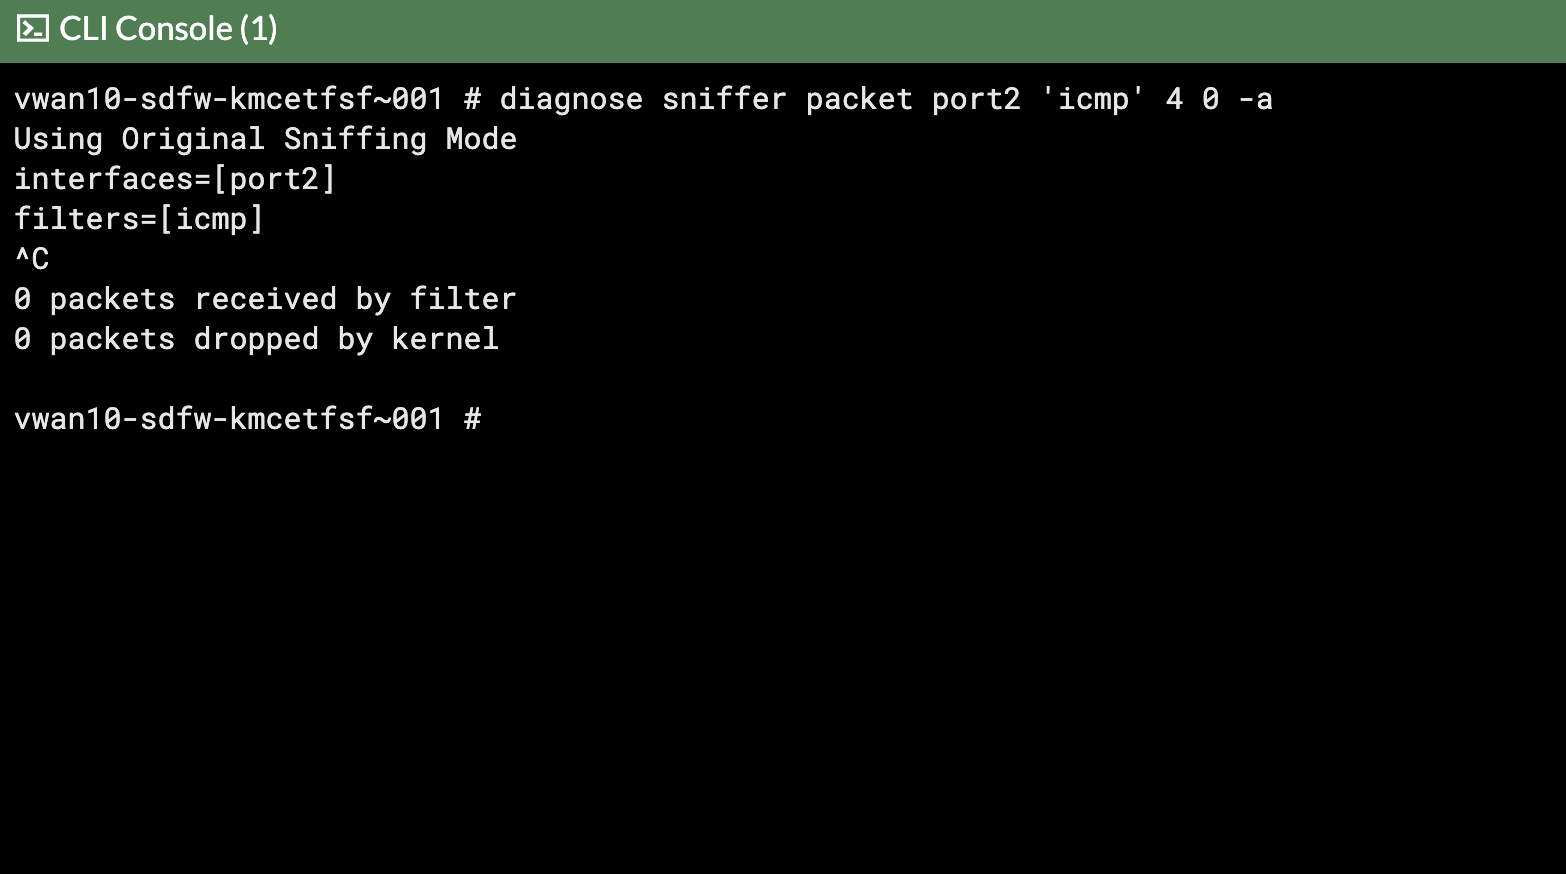 CLI Console (1)
vwan10-sdfw-kmcetfsf~001 # diagnose sniffer packet port2 'icmp' 4 0 -a
Using Original Sniffing Mode
interfaces=[port2]
filters=[icmp]
^C
0 packets received by filter
0 packets dropped by kernel
vwan10-sdfw-kmcetfsf~001 #